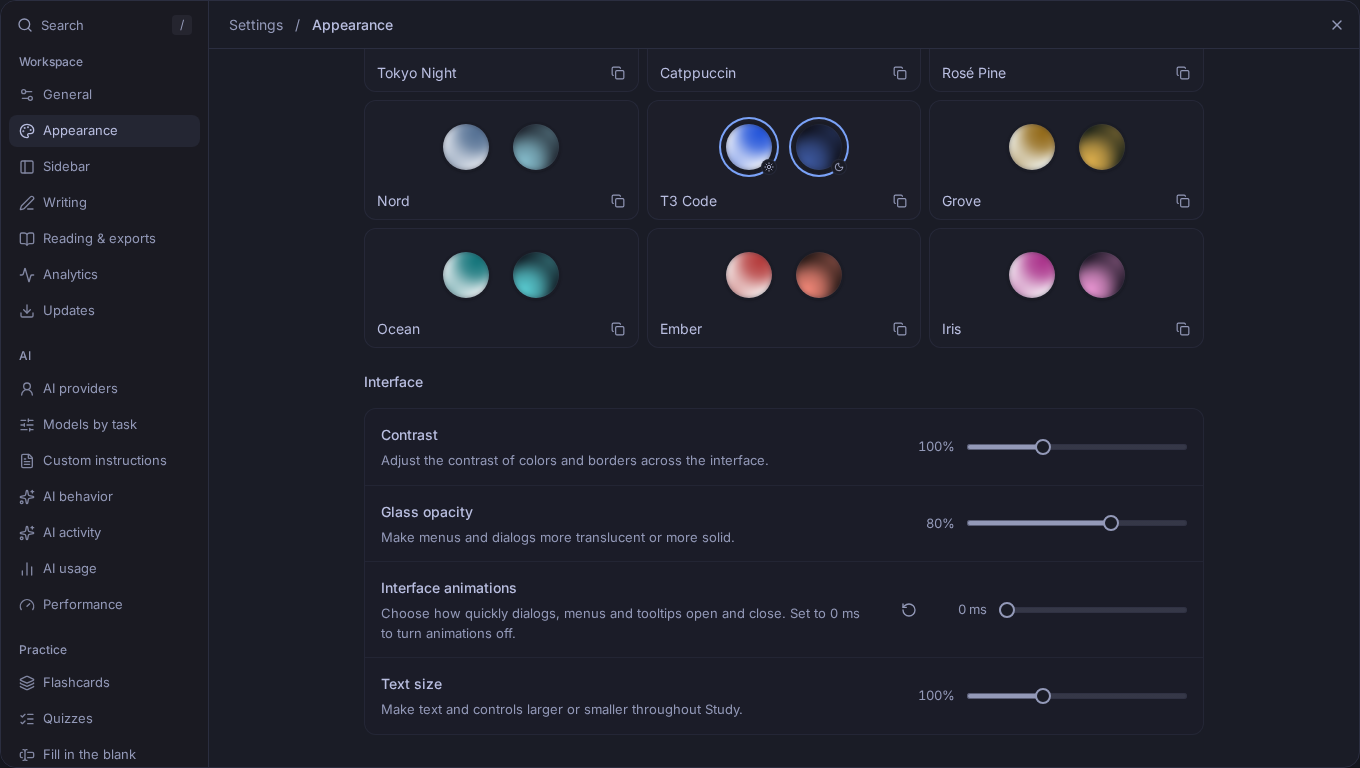 Search /
Settings / Appearance
Workspace
General
Appearance
Sidebar
Writing
Reading & exports
Analytics
Updates
AI
AI providers
Models by task
Custom instructions
AI behavior
AI activity
AI usage
Performance
Practice
Flashcards
Quizzes
Fill in the blank
Tokyo Night
Catppuccin
Rosé Pine
Nord
T3 Code
Grove
Ocean
Ember
Iris
Interface
Contrast
Adjust the contrast of colors and borders across the interface.
100%
Glass opacity
Make menus and dialogs more translucent or more solid.
80%
Interface animations
Choose how quickly dialogs, menus and tooltips open and close. Set to 0 ms
to turn animations off.
0 ms
Text size
Make text and controls larger or smaller throughout Study.
100%